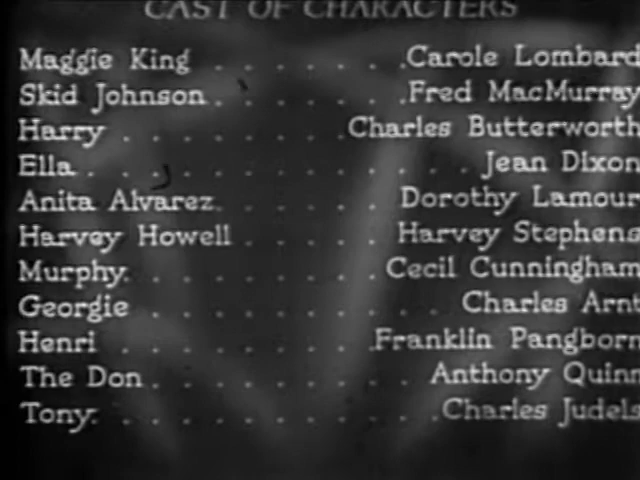 CAST OF CHARACTERS
Maggie King . . . . . . . Carole Lombard
Skid Johnson . . . . . . . Fred MacMurray
Harry . . . . . . . . Charles Butterworth
Ella . . . . . . . . . . . . . Jean Dixon
Anita Alvarez . . . . . . Dorothy Lamour
Harvey Howell . . . . . Harvey Stephens
Murphy . . . . . . . . . Cecil Cunningham
Georgie . . . . . . . . . . . Charles Arnt
Henri . . . . . . . . . Franklin Pangborn
The Don . . . . . . . . . Anthony Quinn
Tony . . . . . . . . . . . Charles Judels